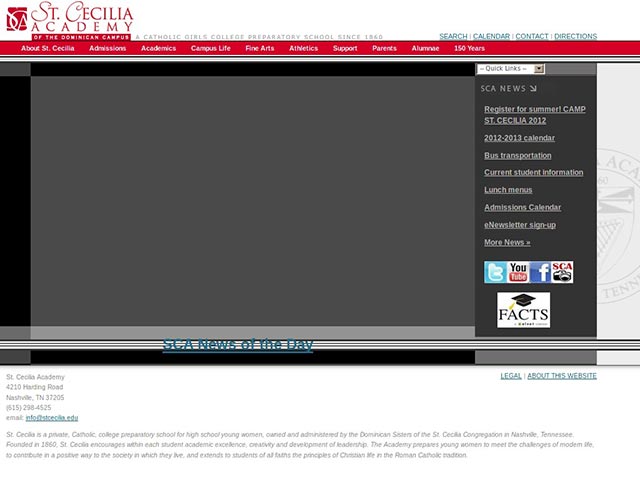 St. Cecilia
Academy
OF THE DOMINICAN CAMPUS
A CATHOLIC GIRLS COLLEGE PREPARATORY SCHOOL SINCE 1860
SEARCH | CALENDAR | CONTACT | DIRECTIONS
About St. Cecilia Admissions Academics Campus Life Fine Arts Athletics Support Parents Alumnae 150 Years
-- Quick Links --
SCA NEWS
Register for summer! CAMP
ST. CECILIA 2012
2012-2013 calendar
Bus transportation
Current student information
Lunch menus
Admissions Calendar
eNewsletter sign-up
More News »
You
Tube
SCA
FACTS
SCA News of the Day
St. Cecilia Academy
4210 Harding Road
Nashville, TN 37205
(615) 298-4525
email: info@stcecilia.edu
LEGAL | ABOUT THIS WEBSITE
St. Cecilia is a private, Catholic, college preparatory school for high school young women, owned and administered by the Dominican Sisters of the St. Cecilia Congregation in Nashville, Tennessee.
Founded in 1860, St. Cecilia encourages within each student academic excellence, creativity and development of leadership. The Academy prepares young women to meet the challenges of modern life,
to contribute in a positive way to the society in which they live, and extends to students of all faiths the principles of Christian life in the Roman Catholic tradition.